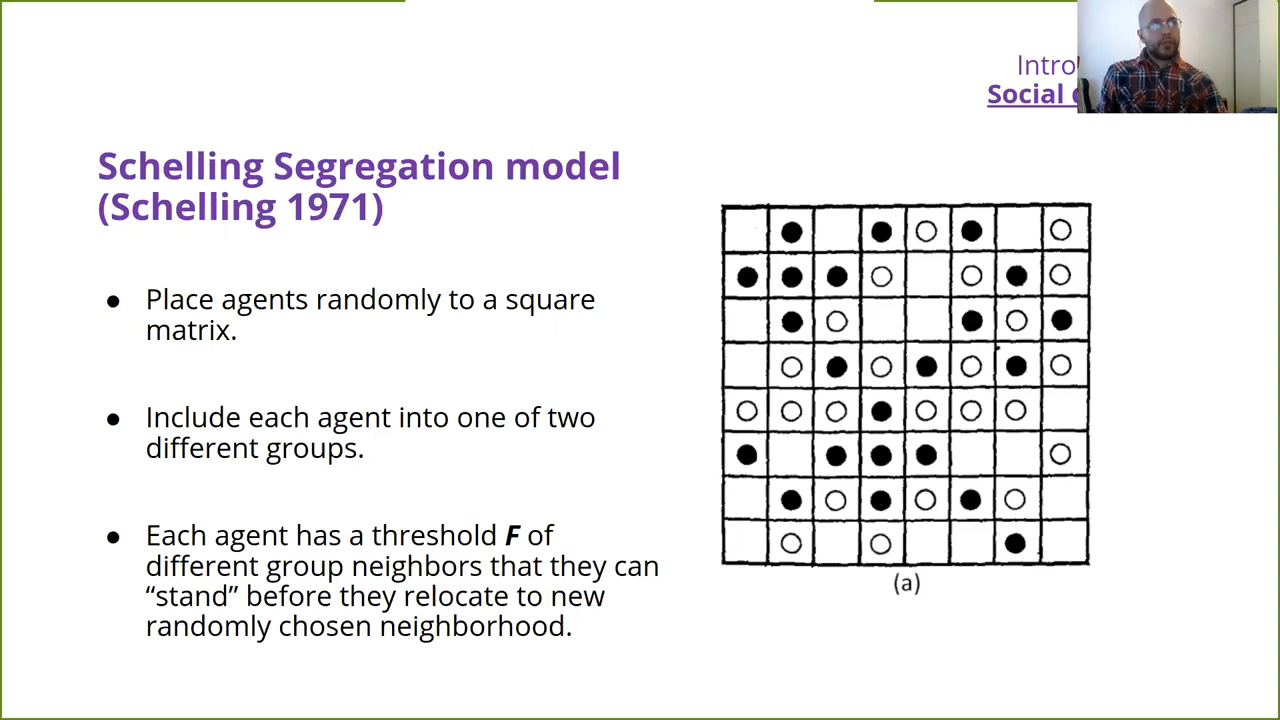 Intro
Social
Schelling Segregation model
(Schelling 1971)
● Place agents randomly to a square
matrix.
● Include each agent into one of two
different groups.
● Each agent has a threshold F of
different group neighbors that they can
“stand” before they relocate to new
randomly chosen neighborhood.
(a)